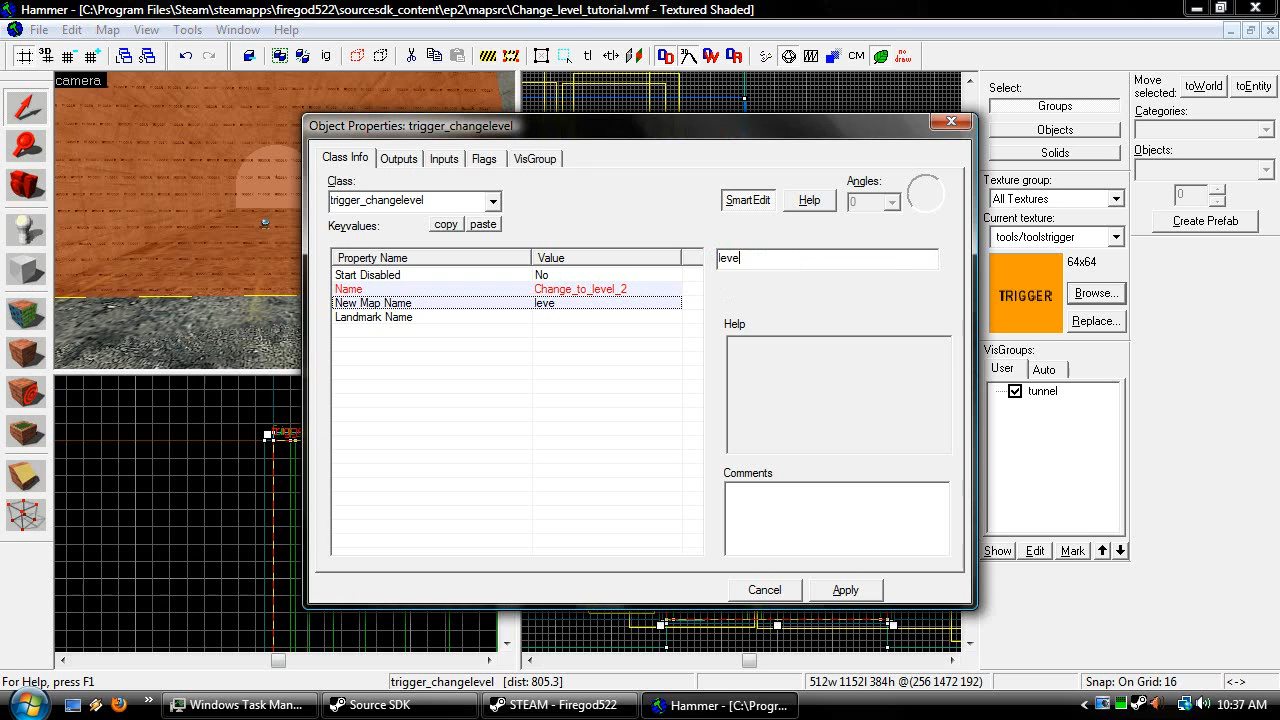 Hammer - [C:\Program Files\Steam\steamapps\firegod522\sourcesdk_content\ep2\mapsrc\Change_level_tutorial.vmf - Textured Shaded]
File Edit Map View Tools Window Help
camera
Object Properties: trigger_changelevel
Class Info Outputs Inputs Flags VisGroup
Class:
trigger_changelevel
SmartEdit Help
Angles:
0
Keyvalues: copy paste
Property Name Value
Start Disabled No
Name Change_to_level_2
New Map Name leve
Landmark Name
leve
Help
Comments
Cancel Apply
Select:
Groups
Objects
Solids
Texture group:
All Textures
Current texture:
tools/toolstrigger
TRIGGER
64x64
Browse...
Replace...
VisGroups:
User Auto
tunnel
Show Edit Mark
Move selected:
toWorld toEntity
Categories:
Objects:
0
Create Prefab
For Help, press F1
trigger_changelevel [dist: 805.3]
512w 1152l 384h @(256 1472 192)
Snap: On Grid: 16
<->
Windows Task Man...
Source SDK
STEAM - Firegod522
Hammer - [C:\Progr...
10:37 AM